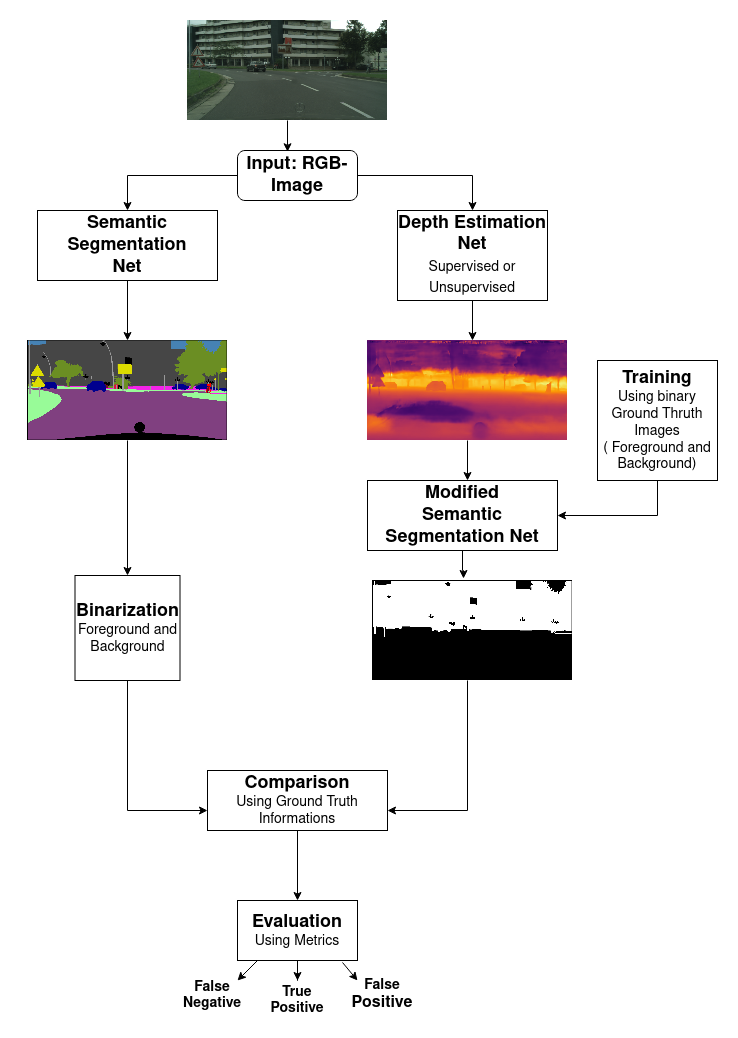 Input: RGB-
Image
Semantic
Segmentation
Net
Depth Estimation
Net
Supervised or
Unsupervised
Training
Using binary
Ground Thruth
Images
( Foreground and
Background)
Modified
Semantic
Segmentation Net
Binarization
Foreground and
Background
Comparison
Using Ground Truth
Informations
Evaluation
Using Metrics
False
Negative
True
Positive
False
Positive